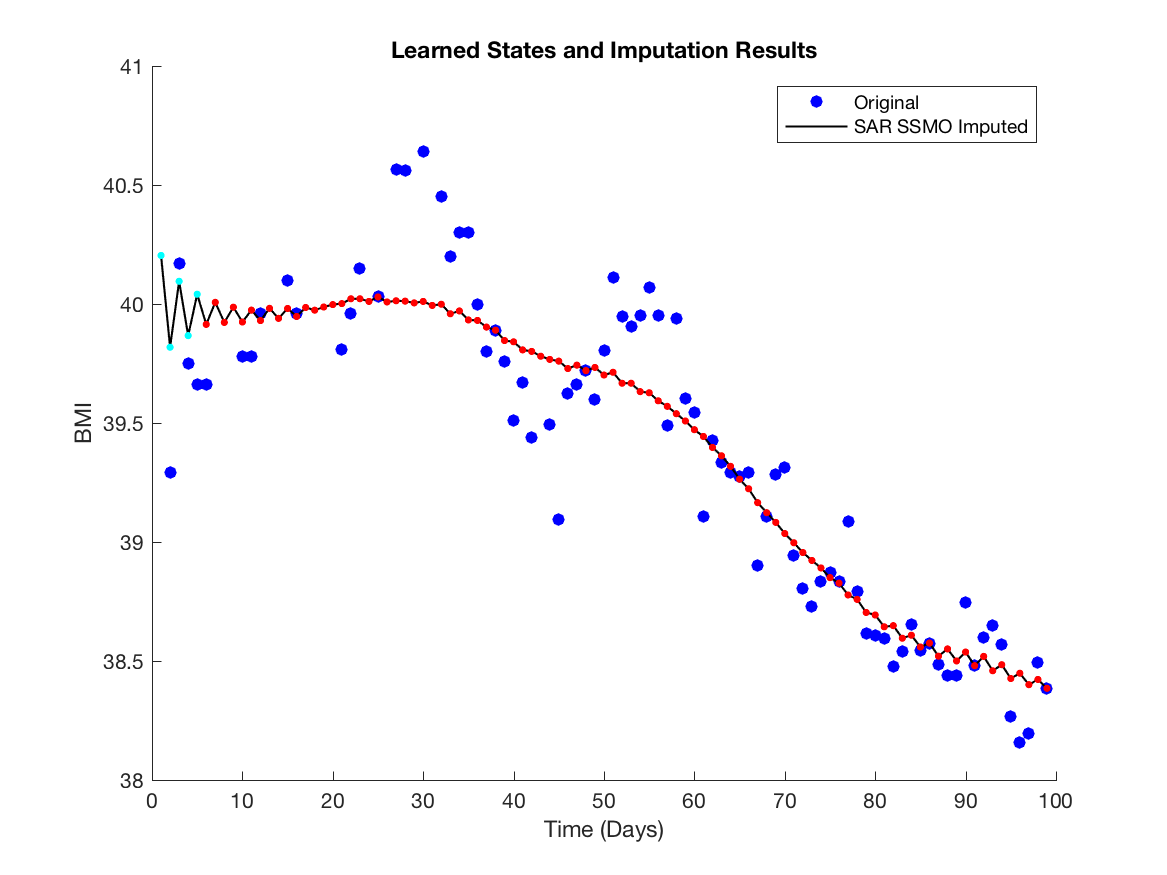 Learned States and Imputation Results
41
40.5
40
39.5
39
38.5
38
BMI
Original
SAR SSMO Imputed
0 10 20 30 40 50 60 70 80 90 100
Time (Days)